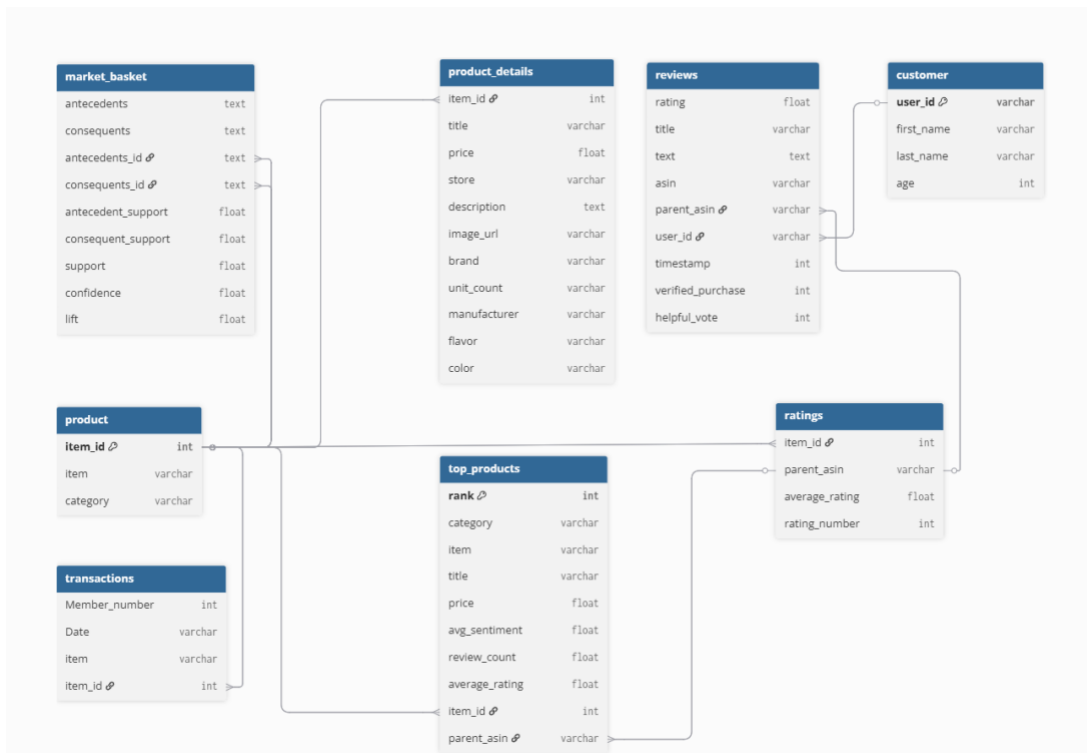 market_basket
antecedents text
consequents text
antecedents_id text
consequents_id text
antecedent_support float
consequent_support float
support float
confidence float
lift float
product_details
item_id int
title varchar
price float
store varchar
description text
image_url varchar
brand varchar
unit_count varchar
manufacturer varchar
flavor varchar
color varchar
reviews
rating float
title varchar
text text
asin varchar
parent_asin varchar
user_id varchar
timestamp int
verified_purchase int
helpful_vote int
customer
user_id varchar
first_name varchar
last_name varchar
age int
product
item_id int
item varchar
category varchar
top_products
rank int
category varchar
item varchar
title varchar
price float
avg_sentiment float
review_count float
average_rating float
item_id int
parent_asin varchar
ratings
item_id int
parent_asin varchar
average_rating float
rating_number int
transactions
Member_number int
Date varchar
item varchar
item_id int